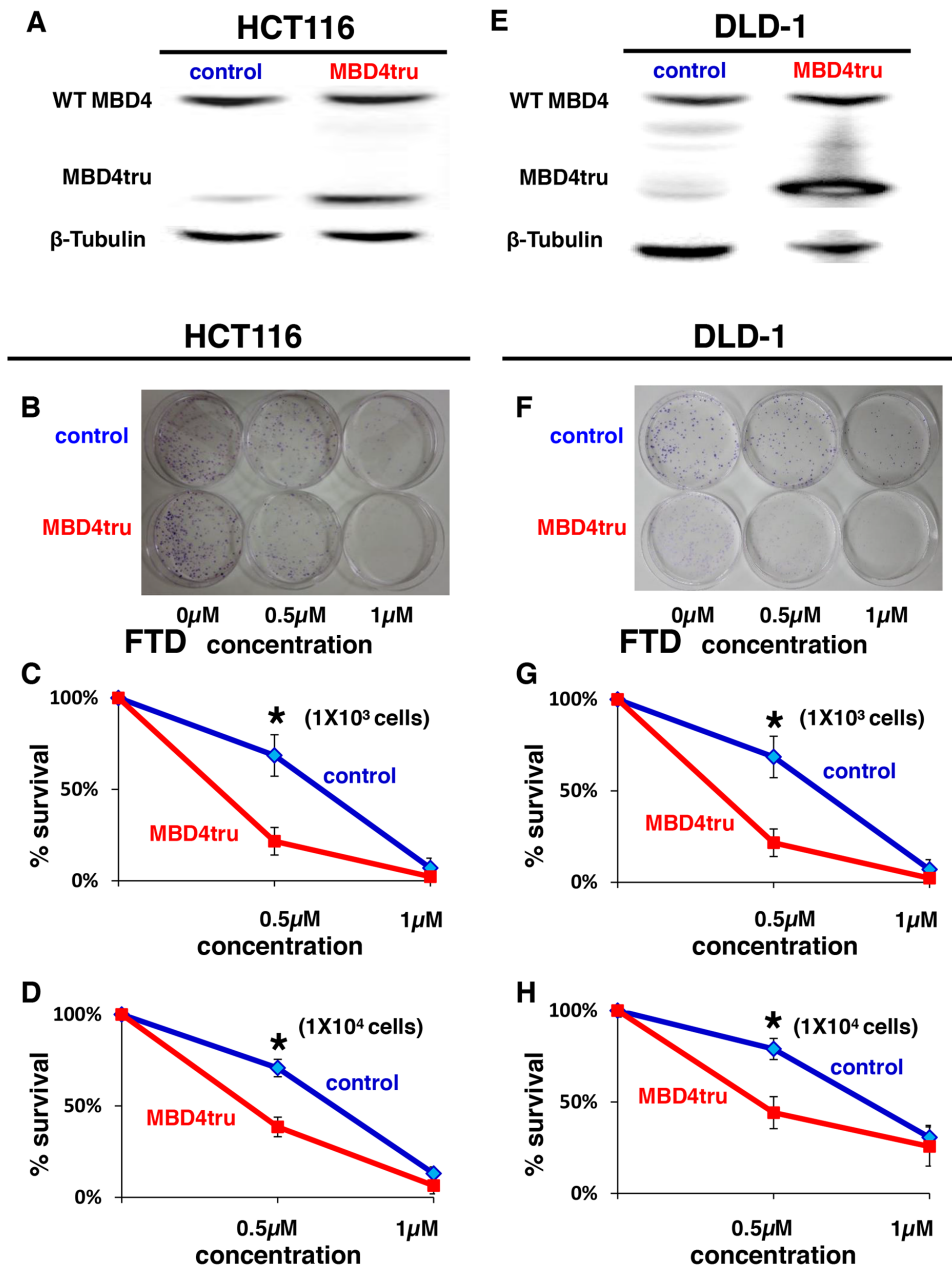 A
HCT116
control MBD4tru
WT MBD4
MBD4tru
β-Tubulin
E
DLD-1
control MBD4tru
WT MBD4
MBD4tru
β-Tubulin
HCT116
B
control
MBD4tru
0µM 0.5µM 1µM
FTD concentration
DLD-1
F
control
MBD4tru
0µM 0.5µM 1µM
FTD concentration
C
100%
50%
0%
% survival
* (1X10³ cells)
control
MBD4tru
0.5µM 1µM
concentration
G
100%
50%
0%
% survival
* (1X10³ cells)
control
MBD4tru
0.5µM 1µM
concentration
D
100%
50%
0%
% survival
* (1X10⁴ cells)
control
MBD4tru
0.5µM 1µM
concentration
H
100%
50%
0%
% survival
* (1X10⁴ cells)
control
MBD4tru
0.5µM 1µM
concentration